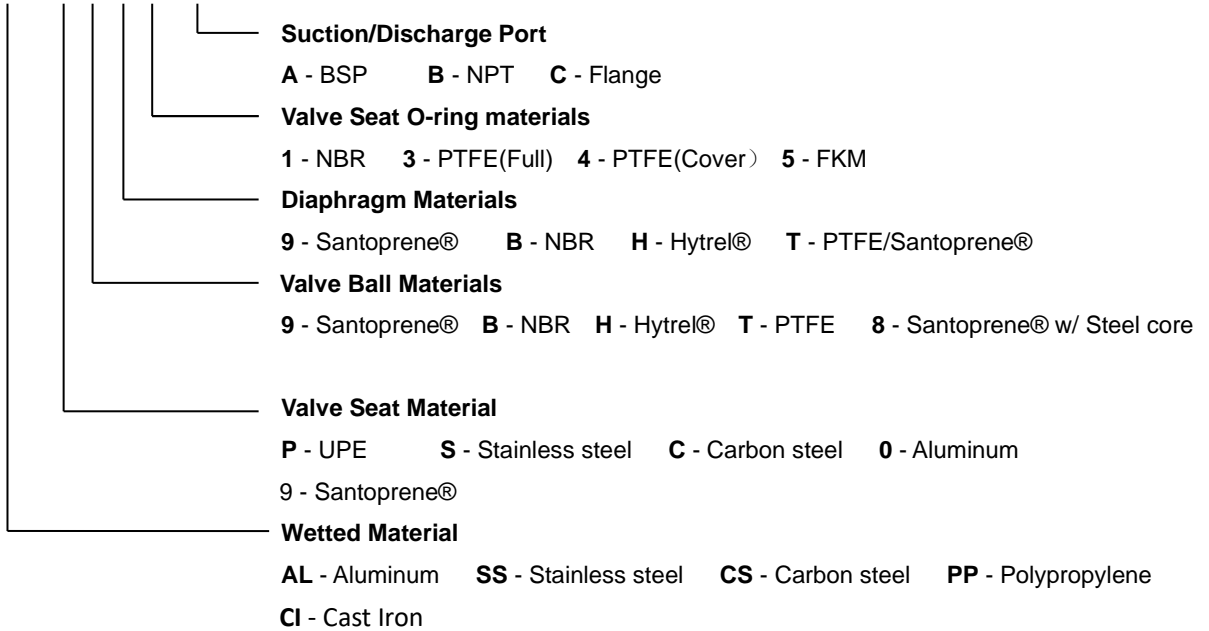 Suction/Discharge Port
A - BSP B - NPT C - Flange
Valve Seat O-ring materials
1 - NBR 3 - PTFE(Full) 4 - PTFE(Cover） 5 - FKM
Diaphragm Materials
9 - Santoprene® B - NBR H - Hytrel® T - PTFE/Santoprene®
Valve Ball Materials
9 - Santoprene® B - NBR H - Hytrel® T - PTFE 8 - Santoprene® w/ Steel core
Valve Seat Material
P - UPE S - Stainless steel C - Carbon steel 0 - Aluminum
9 - Santoprene®
Wetted Material
AL - Aluminum SS - Stainless steel CS - Carbon steel PP - Polypropylene
CI - Cast Iron